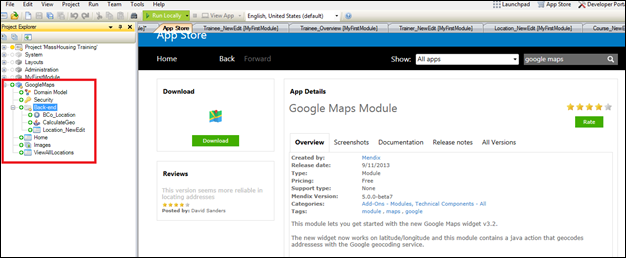 File Edit View Project Run Team Tools Help
Launchpad App Store Developer Porta
Run Locally View App English, United States (default)
Project Explorer
App Store Trainee_NewEdit [MyFirstModule] Trainee_Overview [MyFirstModule] Location_NewEdit [MyFirstModule] Course_New
Project 'MassHousing Training'
System
Layouts
Administration
MyFirstModule
GoogleMaps
Domain Model
Security
Back-end
BCo_Location
CalculateGeo
Location_NewEdit
Home
Images
ViewAllLocations
App Store
Home Back Forward Show: All apps google maps
Download
Download
Reviews
This version seems more reliable in
locating addresses
Posted by: David Sanders
App Details
Google Maps Module
Rate
Overview Screenshots Documentation Release notes All Versions
Created by: Mendix
Release date: 9/11/2013
Type: Module
Pricing: Free
Support type: None
Mendix Version: 5.0.0-beta7
Categories: Add-Ons - Modules, Technical Components - All
Tags: module , maps , google
This module lets you get started with the new Google Maps widget v3.2.
The new widget now works on latitude/longitude and this module contains a java action that geocodes
addressess with the Google geocoding service.